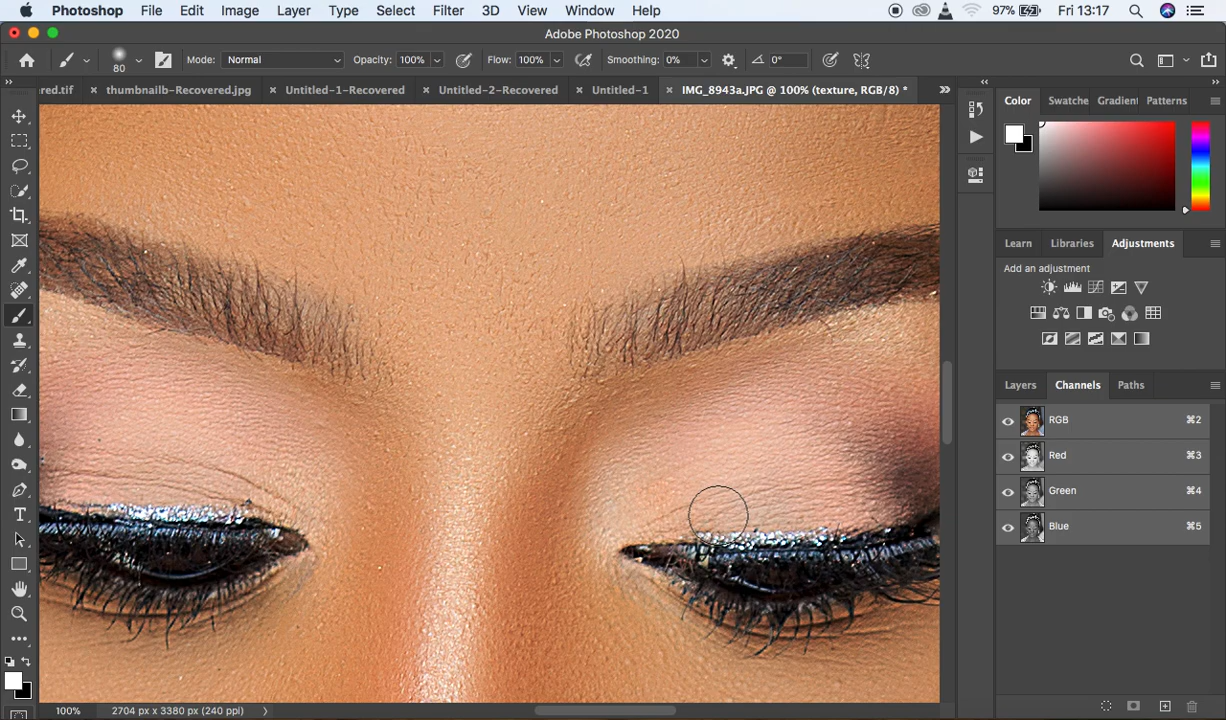 Photoshop File Edit Image Layer Type Select Filter 3D View Window Help 97% Fri 13:17
Adobe Photoshop 2020
80 Mode: Normal Opacity: 100% Flow: 100% Smoothing: 0% 0°
red.tif thumbnailb-Recovered.jpg Untitled-1-Recovered Untitled-2-Recovered Untitled-1 IMG_8943a.JPG @ 100% (texture, RGB/8) *
Color Swatche Gradient Patterns
Learn Libraries Adjustments
Add an adjustment
Layers Channels Paths
RGB ⌘2
Red ⌘3
Green ⌘4
Blue ⌘5
100% 2704 px x 3380 px (240 ppi)